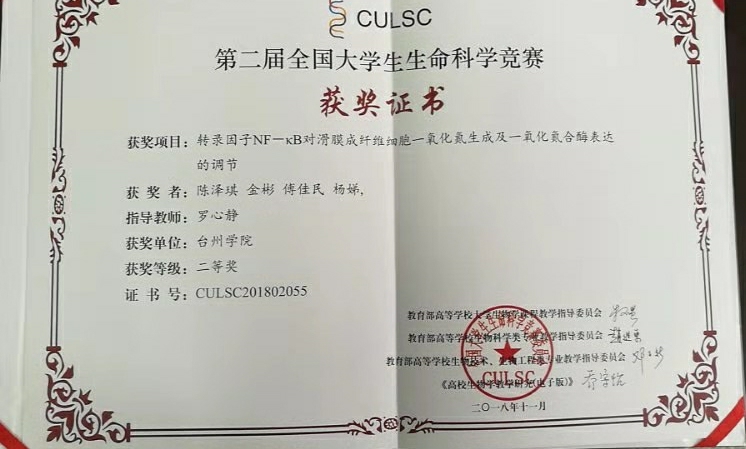 CULSC
第二届全国大学生生命科学竞赛
获奖证书
获奖项目：转录因子NF－κB对滑膜成纤维细胞一氧化氮生成及一氧化氮合酶表达
的调节
获 奖 者：陈泽琪 金彬 傅佳民 杨娣,
指导教师：罗心静
获奖单位：台州学院
获奖等级：二等奖
证 书 号：CULSC201802055
教育部高等学校大学生物学课程教学指导委员会
教育部高等学校生物科学类专业教学指导委员会
教育部高等学校生物技术、生物工程类专业教学指导委员会
CULSC
《高校生物学教学研究(电子版)》
二〇一八年十一月